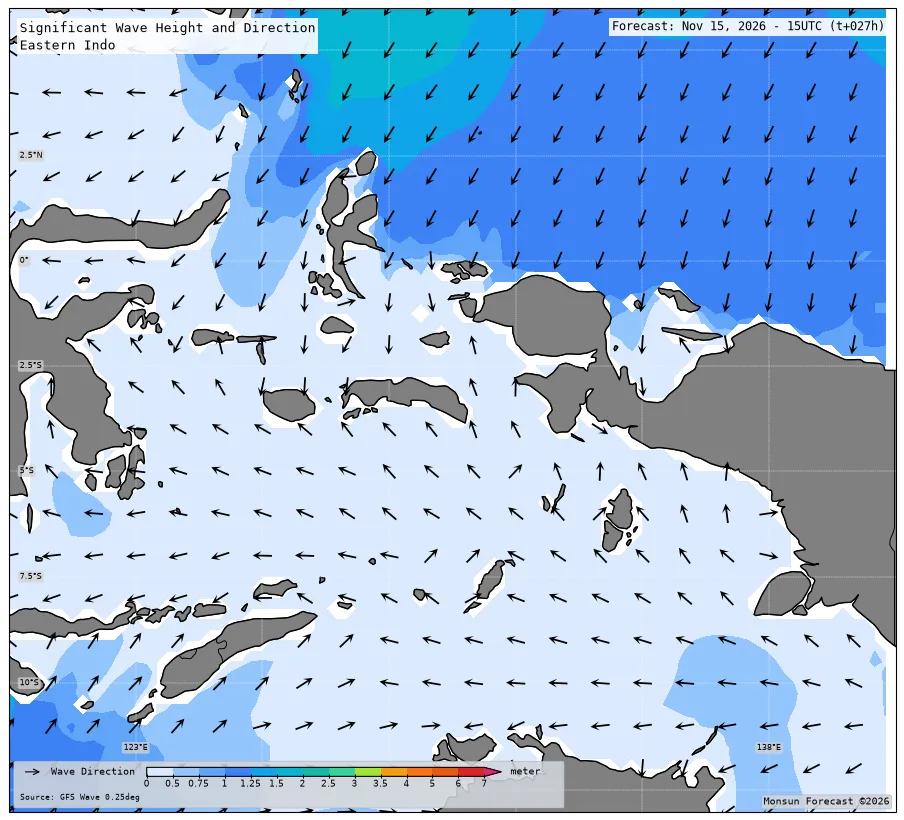 Significant Wave Height and Direction
Eastern Indo
Forecast: Nov 15, 2026 - 15UTC (t+027h)
2.5°N
0°
2.5°S
5°S
7.5°S
10°S
123°E
138°E
Wave Direction
meter
0 0.5 0.75 1 1.25 1.5 2 2.5 3 3.5 4 5 6 7
Source: GFS Wave 0.25deg
Monsun Forecast ©2026